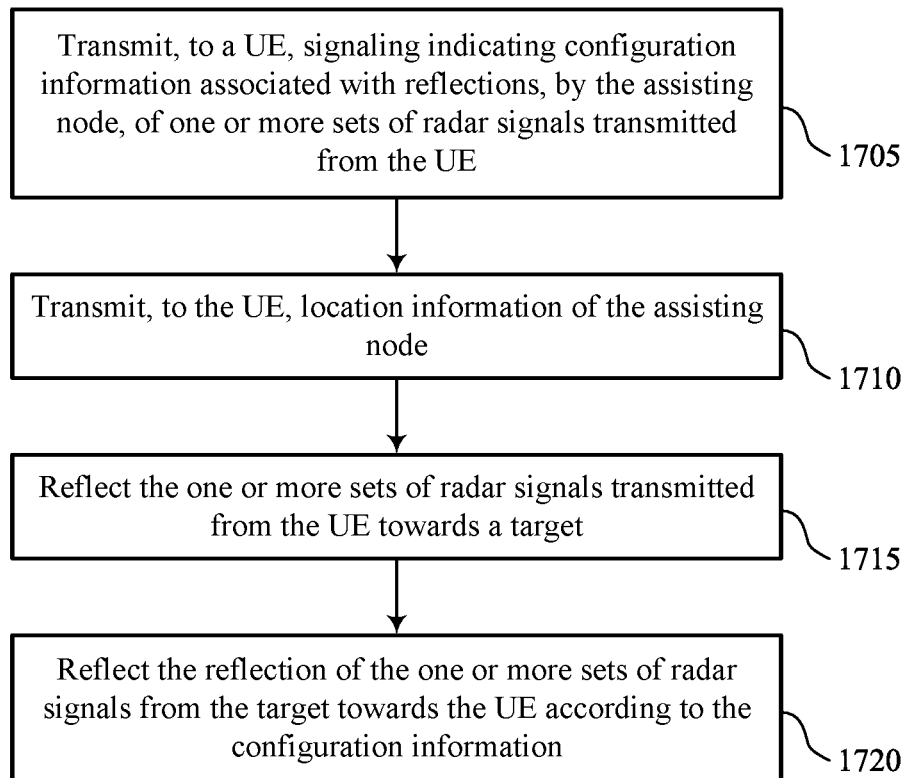 Transmit, to a UE, signaling indicating configuration
information associated with reflections, by the assisting
node, of one or more sets of radar signals transmitted
from the UE
1705
Transmit, to the UE, location information of the assisting
node
1710
Reflect the one or more sets of radar signals transmitted
from the UE towards a target
1715
Reflect the reflection of the one or more sets of radar
signals from the target towards the UE according to the
configuration information
1720